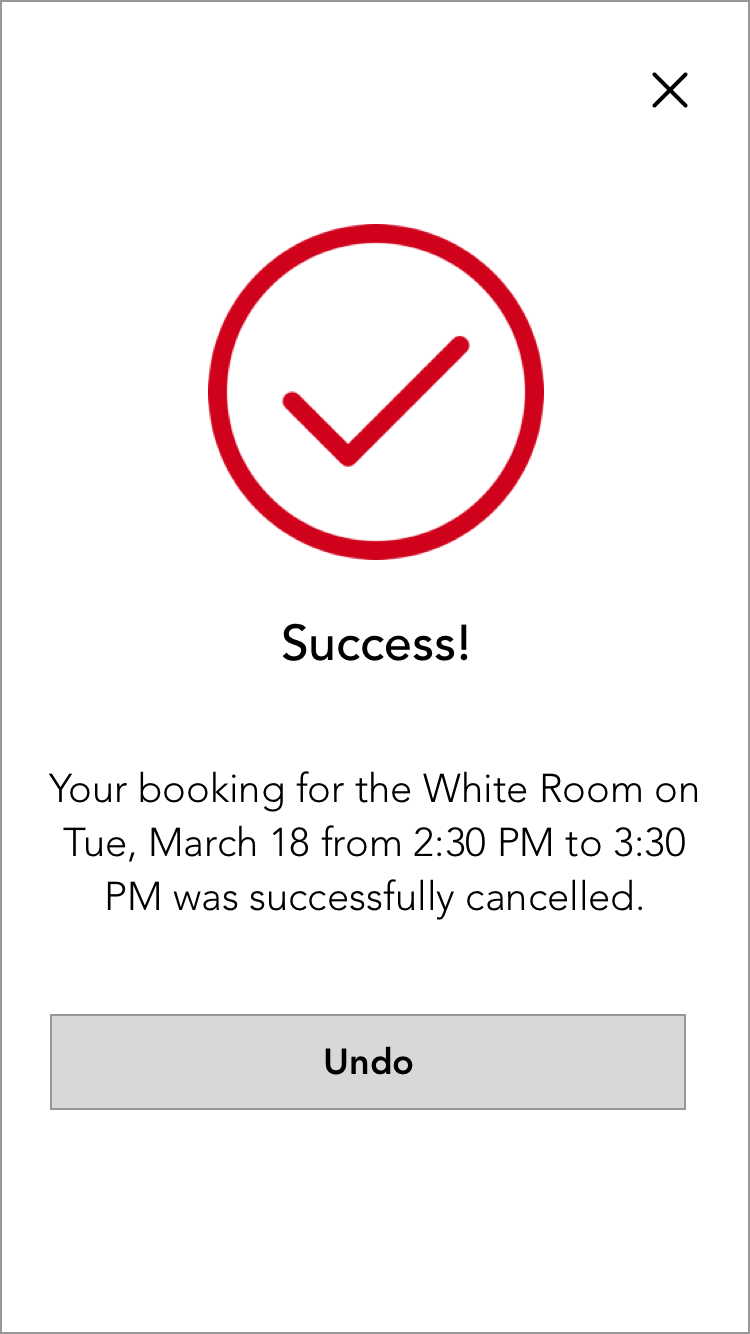 Success!
Your booking for the White Room on
Tue, March 18 from 2:30 PM to 3:30
PM was successfully cancelled.
Undo